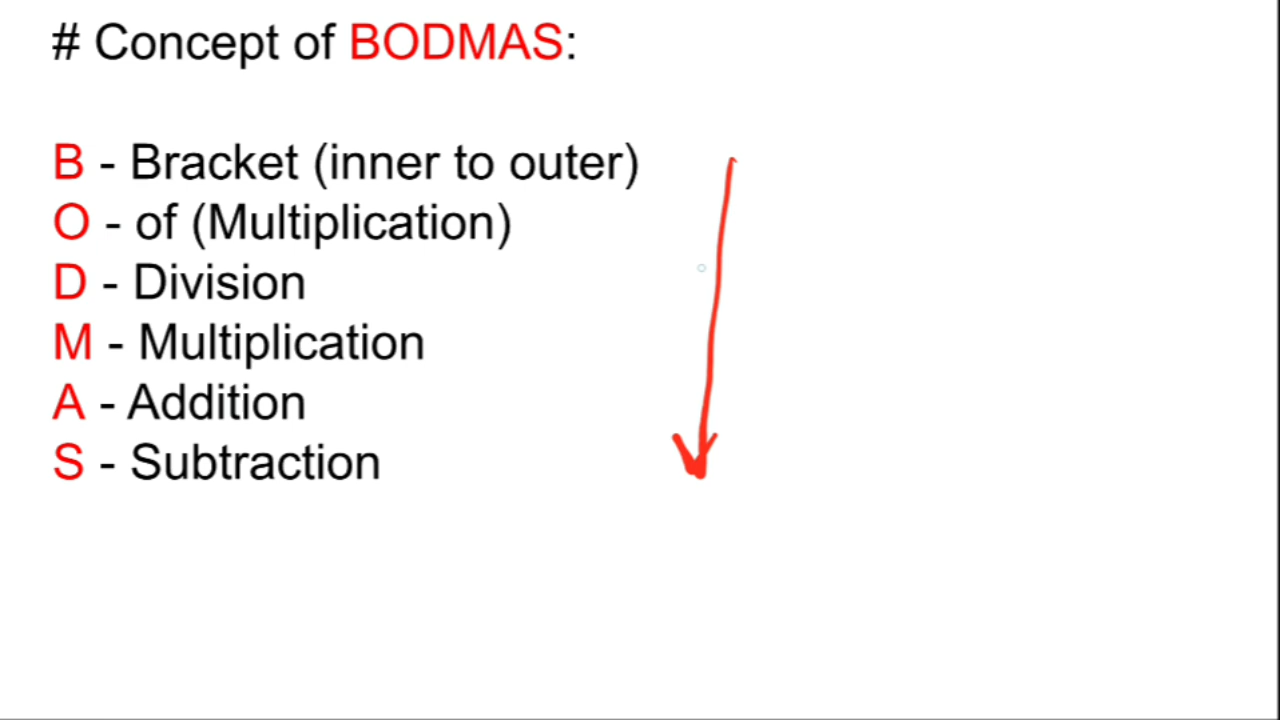 # Concept of BODMAS:
B - Bracket (inner to outer)
O - of (Multiplication)
D - Division
M - Multiplication
A - Addition
S - Subtraction